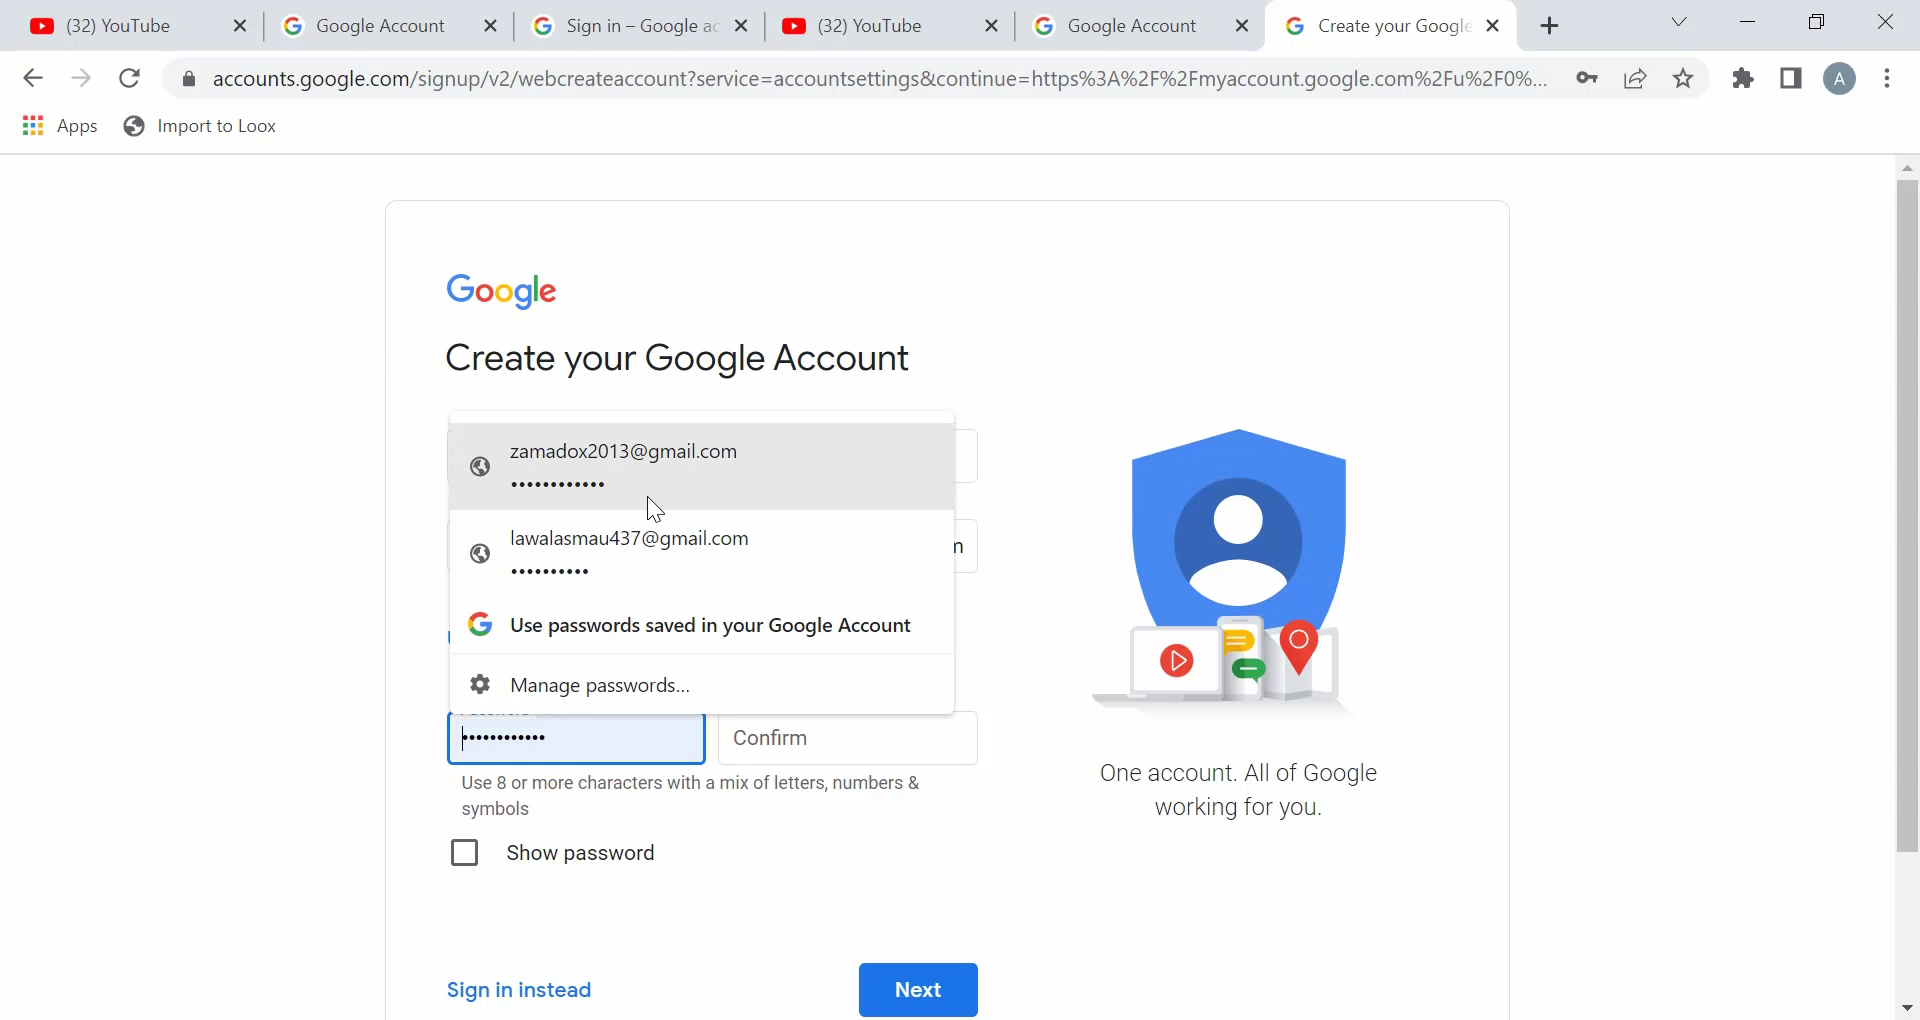 (32) YouTube
Google Account
Sign in – Google ac
(32) YouTube
Google Account
Create your Google
accounts.google.com/signup/v2/webcreateaccount?service=accountsettings&continue=https%3A%2F%2Fmyaccount.google.com%2Fu%2F0%...
A
Apps
Import to Loox
Google
Create your Google Account
zamadox2013@gmail.com
••••••••••••
lawalasmau437@gmail.com
••••••••••
Use passwords saved in your Google Account
Manage passwords...
••••••••••••
Confirm
Use 8 or more characters with a mix of letters, numbers &
symbols
Show password
Sign in instead
Next
One account. All of Google
working for you.